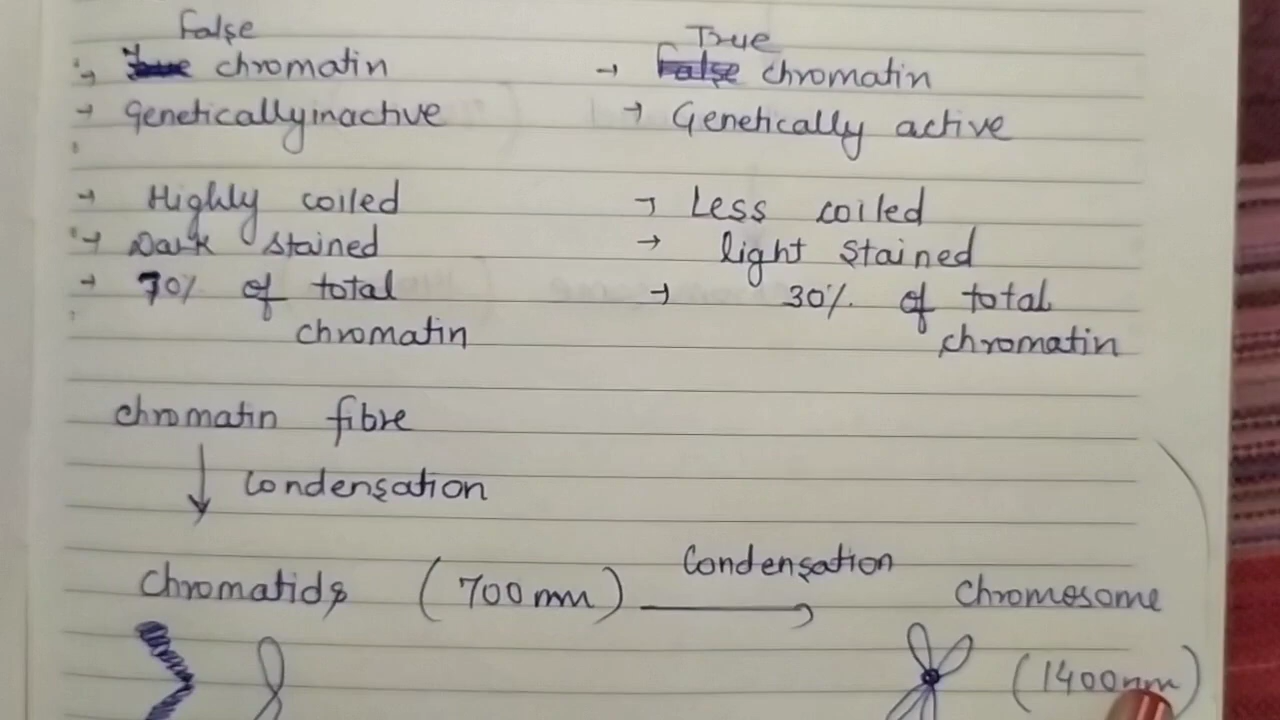 False
chromatin
→ Genetically inactive
→ Highly coiled
→ Dark stained
→ 70% of total
chromatin
True
→ False chromatin
→ Genetically active
→ Less coiled
→ light stained
→ 30% of total
chromatin
chromatin fibre
↓ Condensation
Chromatids (700nm) Condensation → Chromosome
(1400nm)